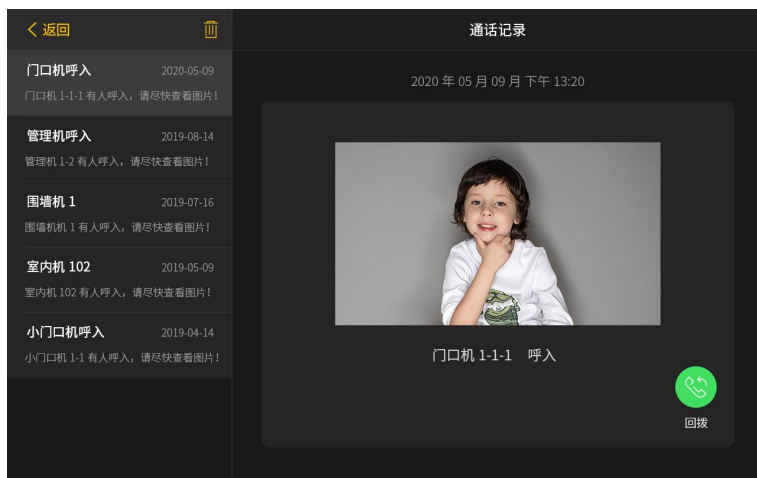 返回
门口机呼入 2020-05-09
门口机 1-1-1 有人呼入，请尽快查看图片！
管理机呼入 2019-08-14
管理机 1-2 有人呼入，请尽快查看图片！
围墙机 1 2019-07-16
围墙机机 1 有人呼入，请尽快查看图片！
室内机 102 2019-05-09
室内机 102 有人呼入，请尽快查看图片！
小门口机呼入 2019-04-14
小门口机 1-1 有人呼入，请尽快查看图片！
通话记录
2020 年 05 月 09 月 下午 13:20
门口机 1-1-1 呼入
回拨